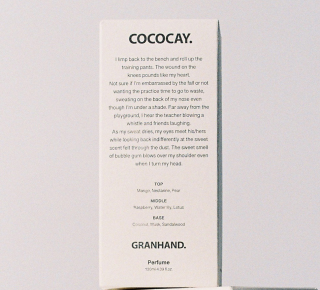 COCOCAY.
I limp back to the bench and roll up the
training pants. The wound on the
knees pounds like my heart.
Not sure if I'm embarrassed by the fall or not
wanting the practice time to go to waste,
sweating on the back of my nose even
though I'm under a shade. Far away from the
playground, I hear the teacher blowing a
whistle and friends laughing.
As my sweat dries, my eyes meet his/hers
while looking back indifferently at the sweet
scent felt through the dust. The sweet smell
of bubble gum blows over my shoulder even
when I turn my head.
TOP
Mango, Nectarine, Pear
MIDDLE
Raspberry, Water lily, Lotus
BASE
Coconut, Musk, Sandalwood
GRANHAND.
Perfume